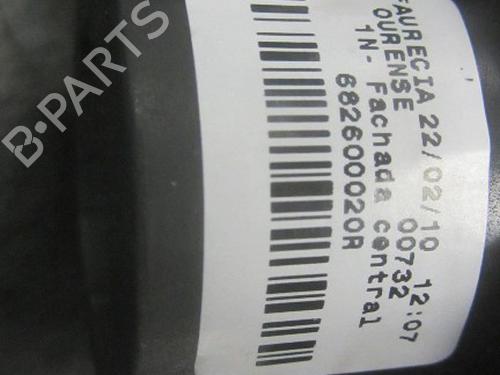 FAURECIA 22/02/10 12:07
OURENSE 00732
1N- Fachada central
682600020R
B-PARTS